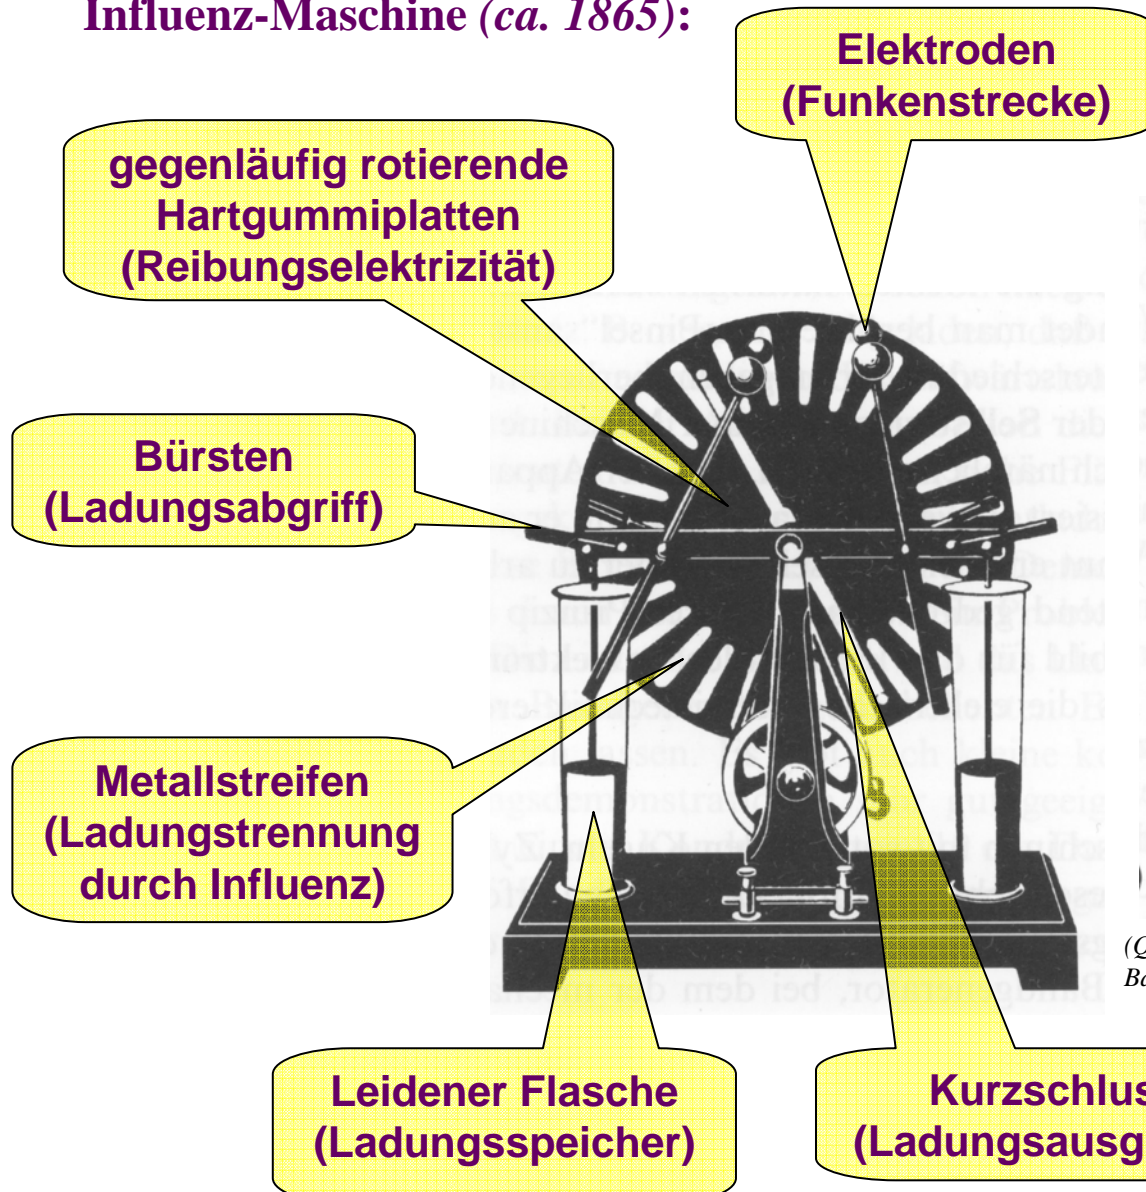 Influenz-Maschine (ca. 1865):
Elektroden
(Funkenstrecke)
gegenläufig rotierende
Hartgummiplatten
(Reibungselektrizität)
Bürsten
(Ladungsabgriff)
Metallstreifen
(Ladungstrennung
durch Influenz)
(Q
Ba
Leidener Flasche
(Ladungsspeicher)
Kurzschlus
(Ladungsausg